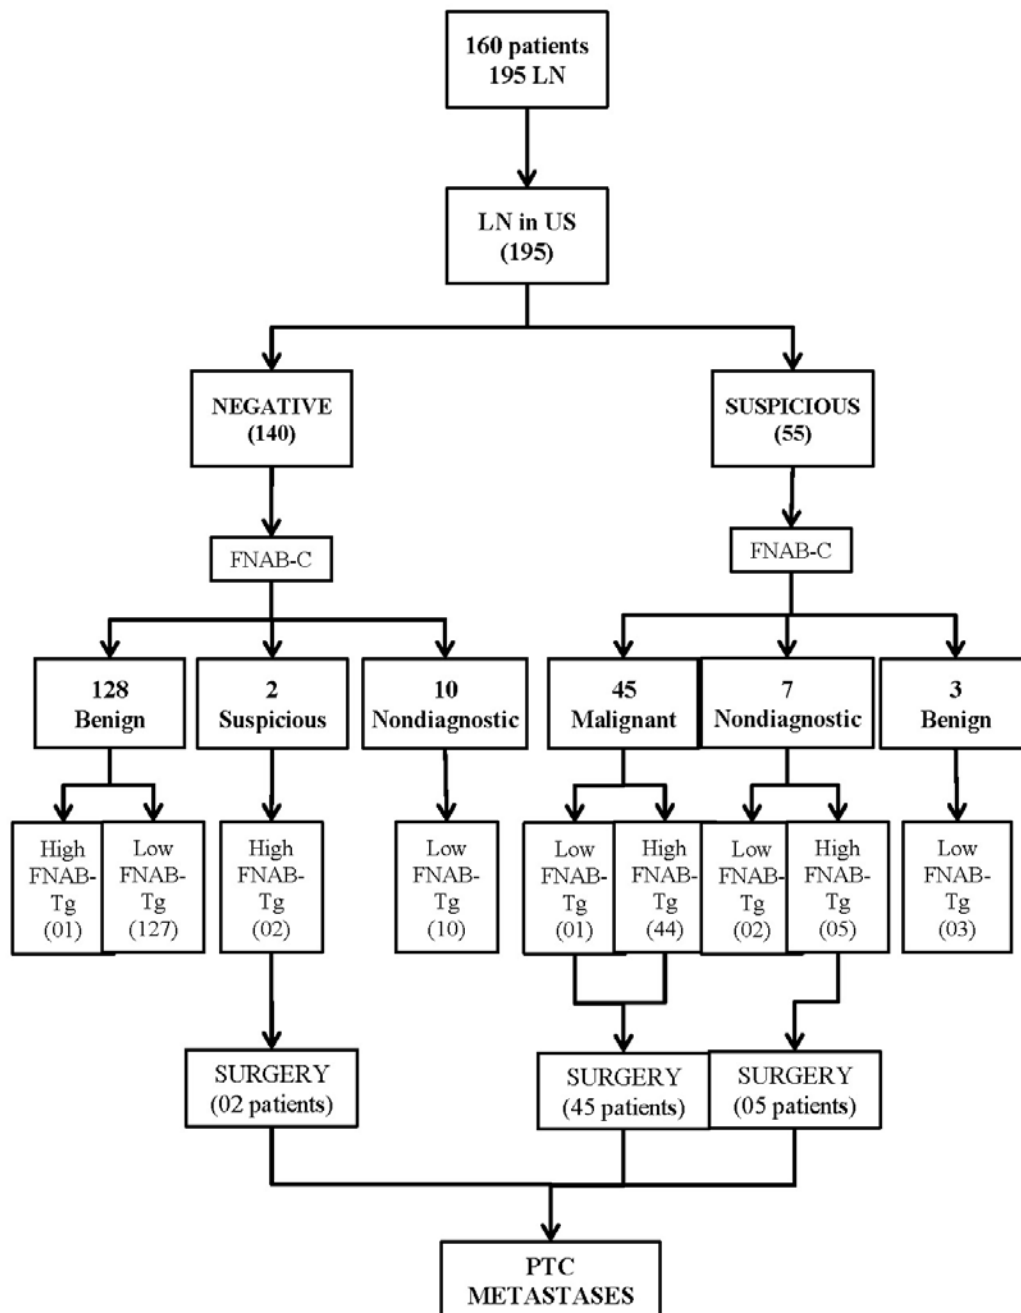 160 patients
195 LN
LN in US
(195)
NEGATIVE
(140)
SUSPICIOUS
(55)
FNAB-C
FNAB-C
128
Benign
2
Suspicious
10
Nondiagnostic
45
Malignant
7
Nondiagnostic
3
Benign
High
FNAB-
Tg
(01)
Low
FNAB-
Tg
(127)
High
FNAB-
Tg
(02)
Low
FNAB-
Tg
(10)
Low
FNAB-
Tg
(01)
High
FNAB-
Tg
(44)
Low
FNAB-
Tg
(02)
High
FNAB-
Tg
(05)
Low
FNAB-
Tg
(03)
SURGERY
(02 patients)
SURGERY
(45 patients)
SURGERY
(05 patients)
PTC
METASTASES